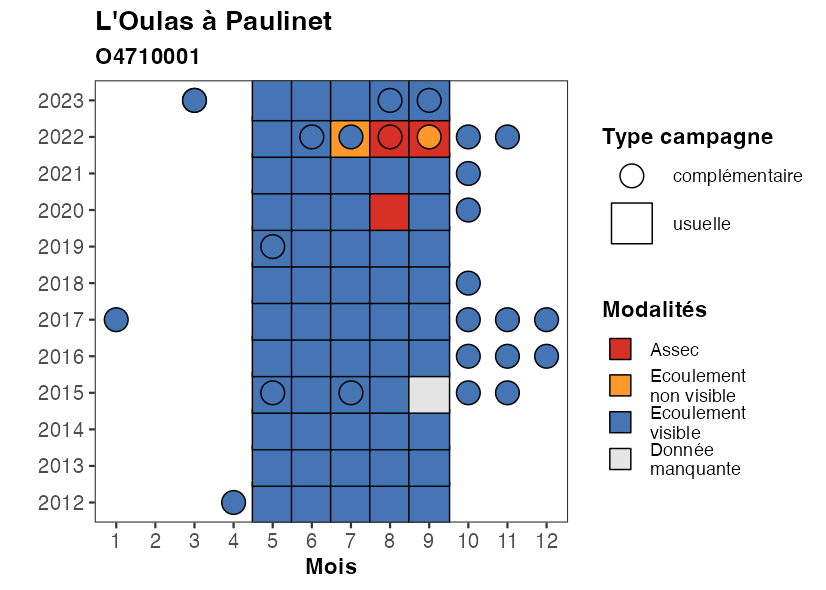 L'Oulas à Paulinet
O4710001
2023
2022
2021
2020
2019
2018
2017
2016
2015
2014
2013
2012
1 2 3 4 5 6 7 8 9 10 11 12
Mois
Type campagne
complémentaire
usuelle
Modalités
Assec
Ecoulement
non visible
Ecoulement
visible
Donnée
manquante